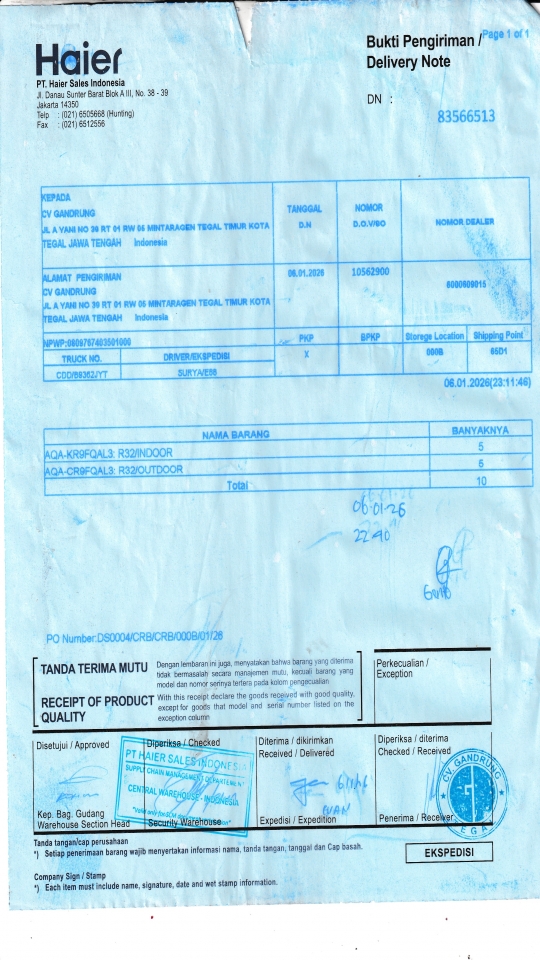 Haier
PT. Haier Sales Indonesia
Jl. Danau Sunter Barat Blok A III, No. 38 - 39
Jakarta 14350
Telp : (021) 6505668 (Hunting)
Fax : (021) 6512556
Page 1 of 1
Bukti Pengiriman /
Delivery Note
DN :
83566513
KEPADA
CV GANDRUNG
JL A YANI NO 39 RT 01 RW 05 MINTARAGEN TEGAL TIMUR KOTA
TEGAL JAWA TENGAH Indonesia
TANGGAL
D.N
NOMOR
D.O.V/BO
NOMOR DEALER
ALAMAT PENGIRIMAN
CV GANDRUNG
JL A YANI NO 39 RT 01 RW 05 MINTARAGEN TEGAL TIMUR KOTA
TEGAL JAWA TENGAH Indonesia
06.01.2026
10562900
NPWP:0609767403501000
PKP
BPKP
Storege Location
Shipping Point
TRUCK NO.
DRIVER/EKSPEDISI
X
000B
65D1
SURYA/E56
06.01.2026(23:11:46)
NAMA BARANG
BANYAKNYA
AQA-KR9FQAL3: R32/INDOOR
5
AQA-CR9FQAL3: R32/OUTDOOR
5
Total
10
06-01-26
22 40
PO Number:DS0004/CRB/CRB/000B/01/26
TANDA TERIMA MUTU
Dengan lembaran ini juga, menyatakan bahwa barang yang diterima
tidak bermasalah secara manajemen mutu, kecuali barang yang
model dan nomor serinya tertera pada kolom pengecualian
RECEIPT OF PRODUCT
QUALITY
With this receipt declare the goods received with good quality,
except for goods that model and serial number listed on the
exception column
Perkecualian /
Exception
Disetujui / Approved
Kep. Bag. Gudang
Warehouse Section Head
Diperiksa / Checked
PT HAIER SALES INDONESIA
SUPPLY CHAIN MANAGEMENT DEPARTEMENT
CENTRAL WAREHOUSE - INDONESIA
Security Warehouse
Diterima / dikirimkan
Received / Delivered
6/1/26
IVAN
Expedisi / Expedition
Diperiksa / diterima
Checked / Received
CV. GANDRUNG
TEGAL
Penerima / Receiver
Tanda tangan/cap perusahaan
*) Setiap penerimaan barang wajib menyertakan informasi nama, tanda tangan, tanggal dan Cap basah.
Company Sign / Stamp
*) Each item must include name, signature, date and wet stamp information.
EKSPEDISI